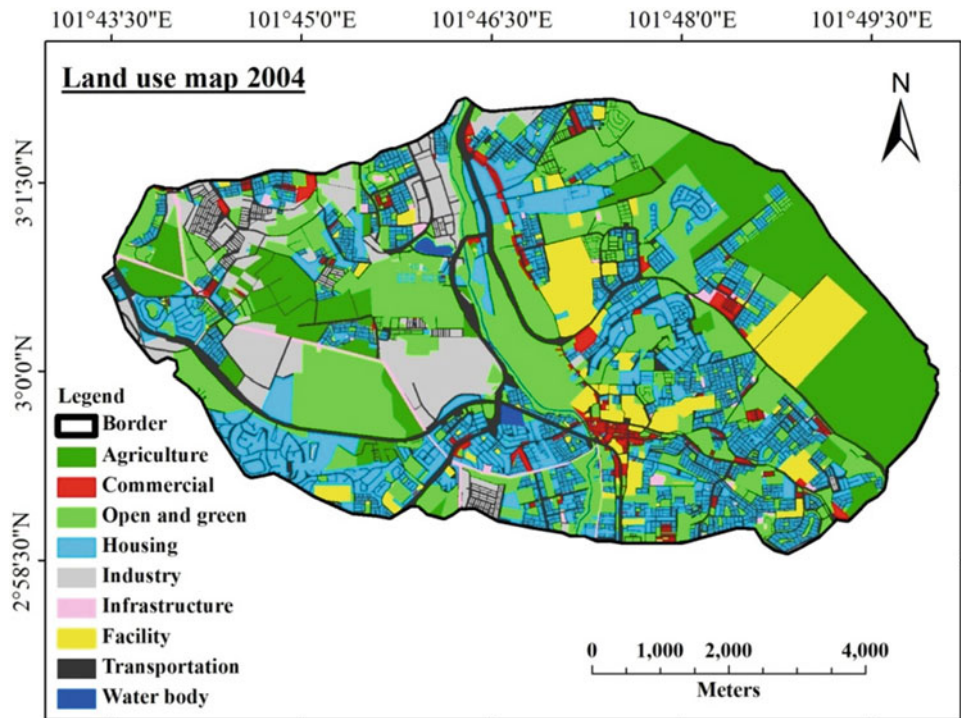 101°43'30"E 101°45'0"E 101°46'30"E 101°48'0"E 101°49'30"E
Land use map 2004
N
3°1'30"N
3°0'0"N
2°58'30"N
Legend
Border
Agriculture
Commercial
Open and green
Housing
Industry
Infrastructure
Facility
Transportation
Water body
0 1,000 2,000 4,000
Meters